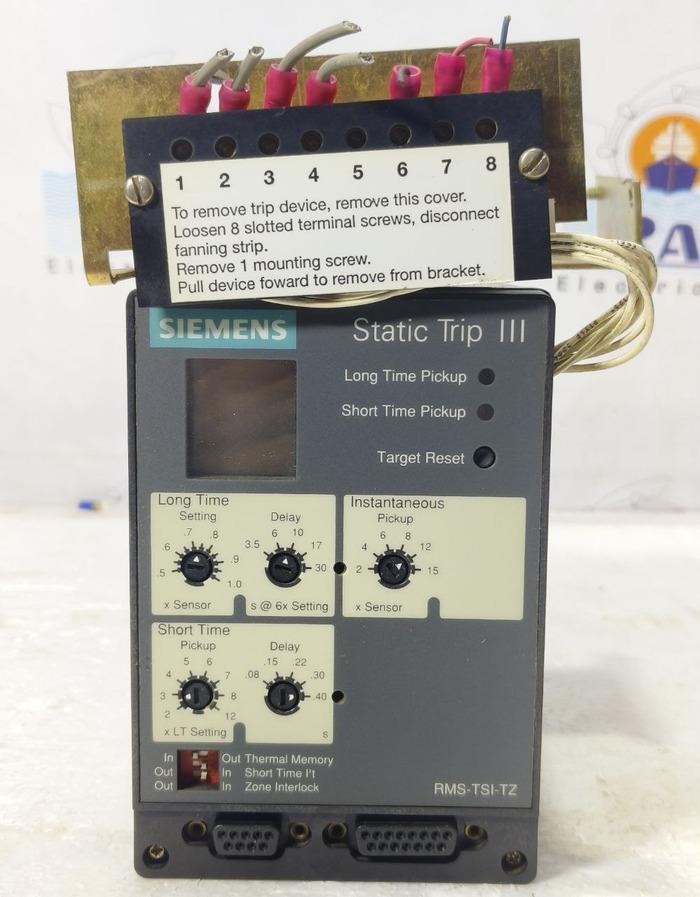 1 2 3 4 5 6 7 8
To remove trip device, remove this cover.
Loosen 8 slotted terminal screws, disconnect
fanning strip.
Remove 1 mounting screw.
Pull device foward to remove from bracket.
SIEMENS
Static Trip III
Long Time Pickup
Short Time Pickup
Target Reset
Long Time
Setting
.5 .6 .7 .8 .9 1.0
x Sensor
Delay
3.5 6 10 17 30
s @ 6x Setting
Instantaneous
Pickup
2 4 6 8 12 15
x Sensor
Short Time
Pickup
2 3 4 5 6 7 8 12
x LT Setting
Delay
.08 .15 .22 .30 .40
s
In Out Thermal Memory
Out In Short Time I²t
Out In Zone Interlock
RMS-TSI-TZ